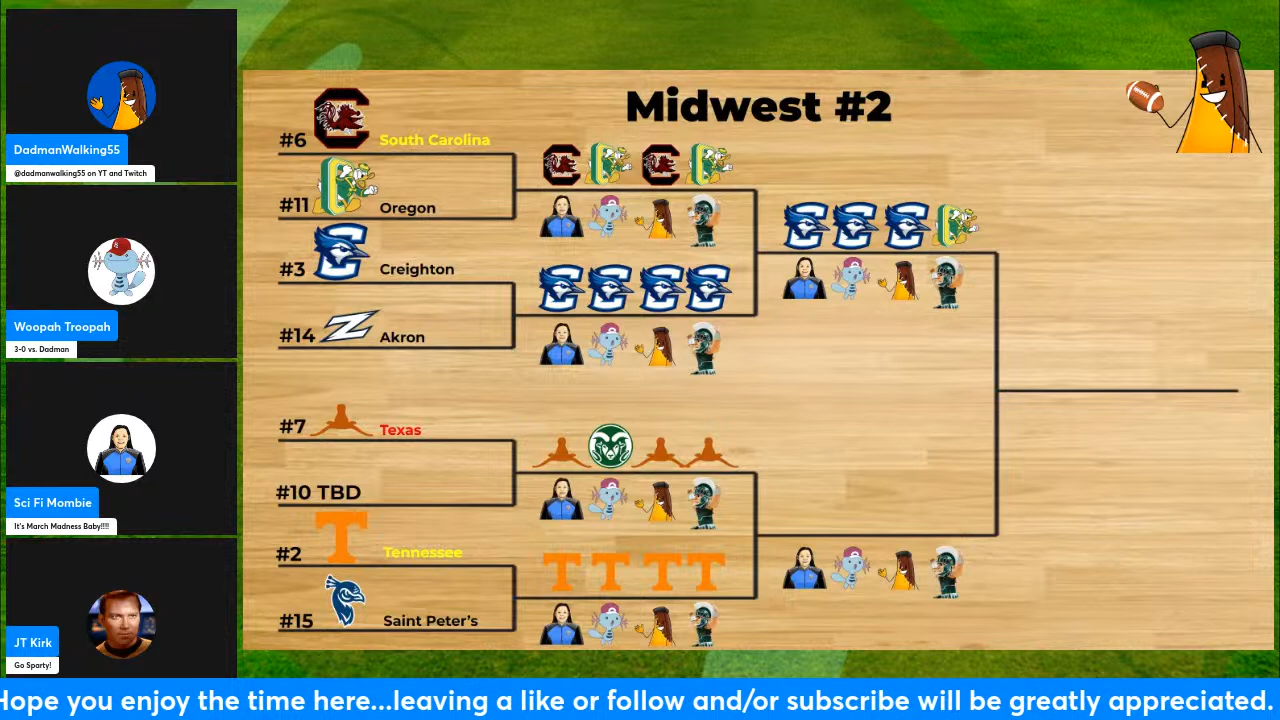 Midwest #2
DadmanWalking55
@dadmanwalking55 on YT and Twitch
Woopah Troopah
3-0 vs. Dadman
Sci Fi Mombie
It's March Madness Baby!!!!
JT Kirk
Go Sparty!
#6 South Carolina
#11 Oregon
#3 Creighton
#14 Akron
#7 Texas
#10 TBD
#2 Tennessee
#15 Saint Peter's
Hope you enjoy the time here...leaving a like or follow and/or subscribe will be greatly appreciated.